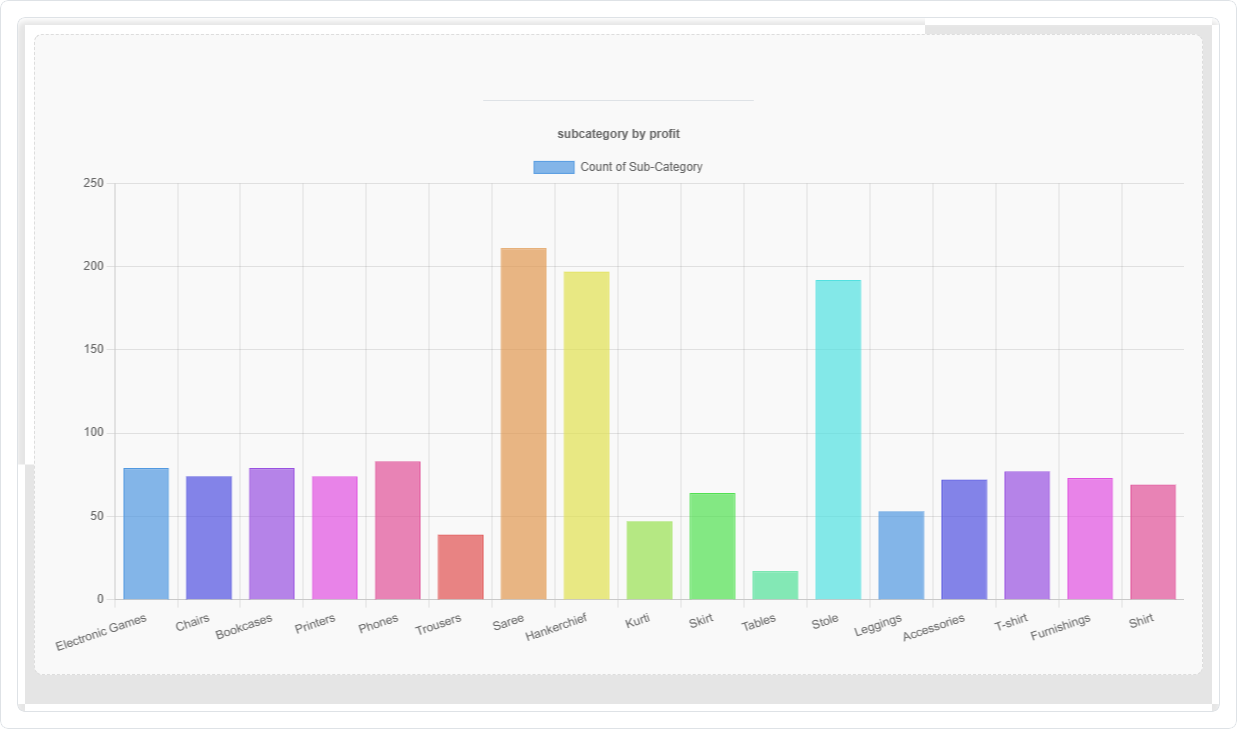 subcategory by profit
Count of Sub-Category
250
200
150
100
50
0
Electronic Games
Chairs
Bookcases
Printers
Phones
Trousers
Saree
Hankerchief
Kurti
Skirt
Tables
Stole
Leggings
Accessories
T-shirt
Furnishings
Shirt